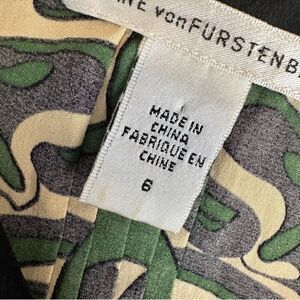 NE vonFURSTENB
MADE IN
CHINA
FABRIQUE EN
CHINE
6